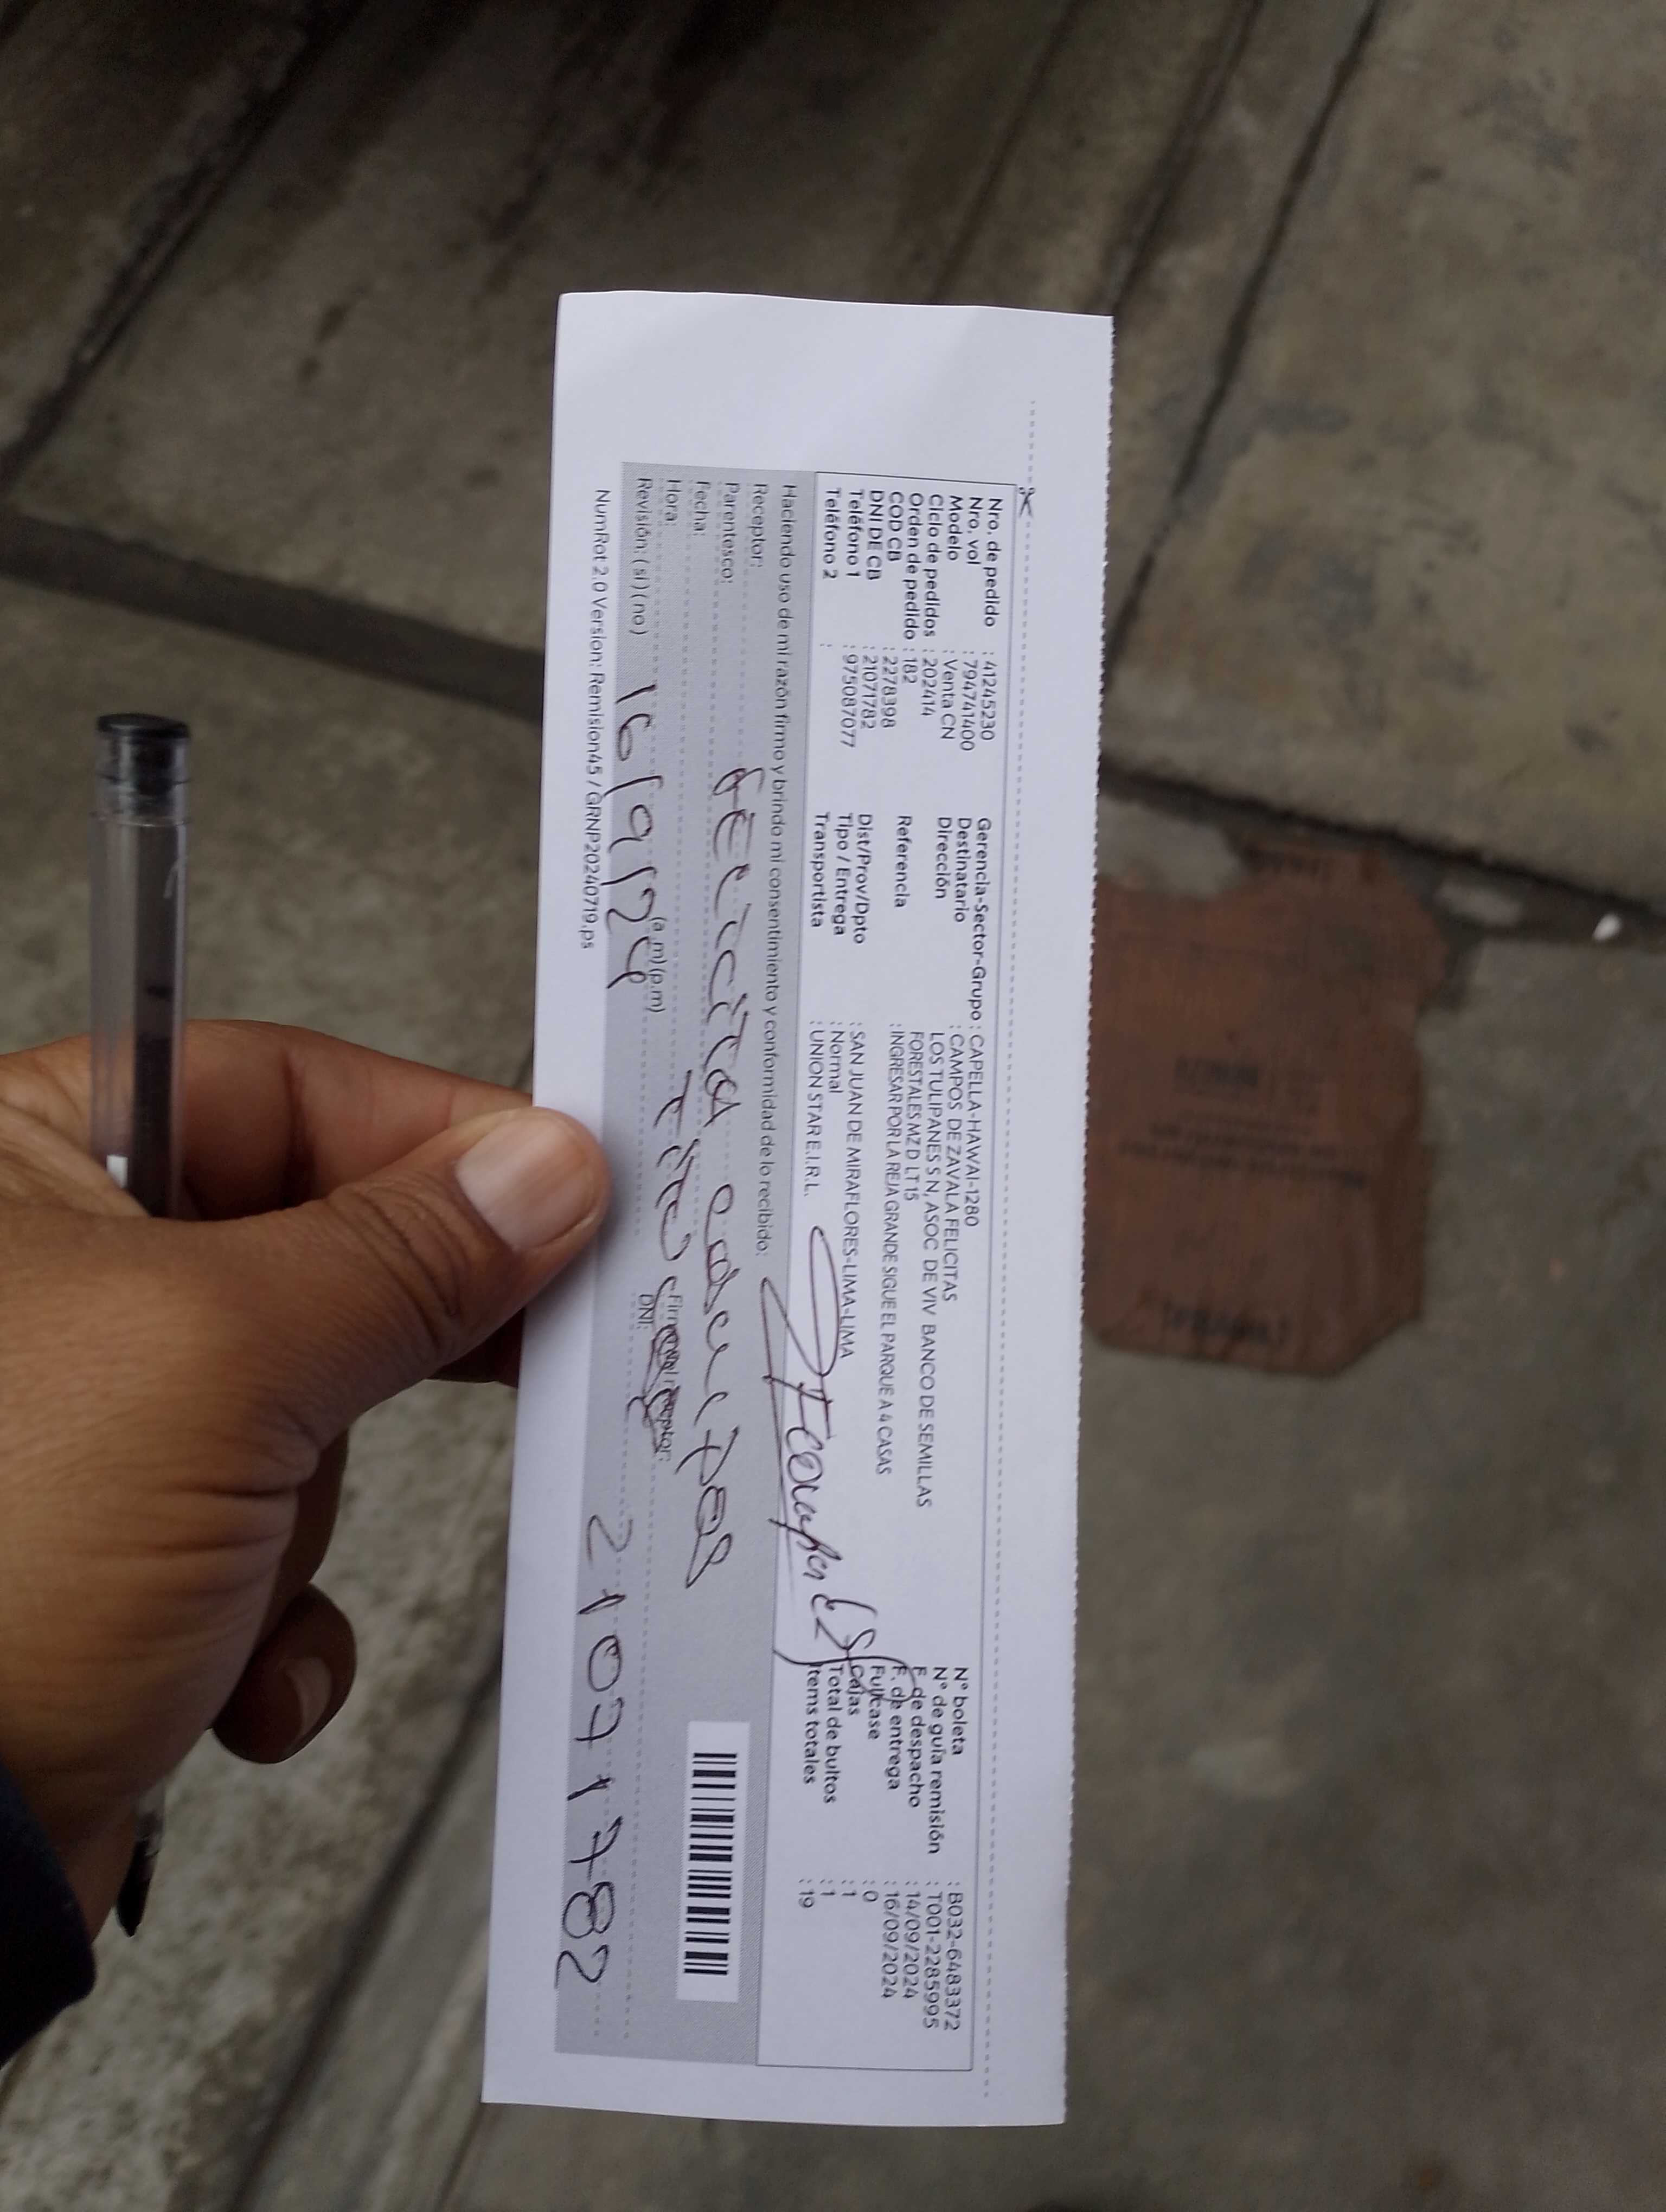 Nro. de pedido : 41245230
Nro. vol : 794741400
Modelo : Venta CN
Ciclo de pedidos : 202414
Orden de pedido : 182
COD CB : 2278398
DNI DE CB : 21071782
Teléfono 1 : 975087077
Teléfono 2 :
Gerencia-Sector-Grupo : CAPELLA-HAWAI-1280
Destinatario : CAMPOS DE ZAVALA FELICITAS
Dirección LOS TULIPANES S N, ASOC DE VIV BANCO DE SEMILLAS
FORESTALES MZ D LT 15
Referencia : INGRESAR POR LA REJA GRANDE SIGUE EL PARQUE A 4 CASAS
Dist/Prov/Dpto : SAN JUAN DE MIRAFLORES-LIMA-LIMA
Tipo / Entrega : Normal
Transportista : UNION STAR E.I.R.L.
N° boleta : B032-6483372
N° de guía remisión : T001-2285995
F. de despacho : 14/09/2024
F. de entrega : 16/09/2024
Fullcase : 0
Cajas : 1
Total de bultos : 1
Items totales : 19
Haciendo uso de mi razón firmo y brindo mi consentimiento y conformidad de lo recibido:
Receptor:
Parentesco:
Fecha:
Hora: (a.m)(p.m) Firma del receptor:
Revisión: (si) (no) DNI:
16/9/24 21071782
NumRot 2.0 Version: Remision45 / GRNP20240719.ps